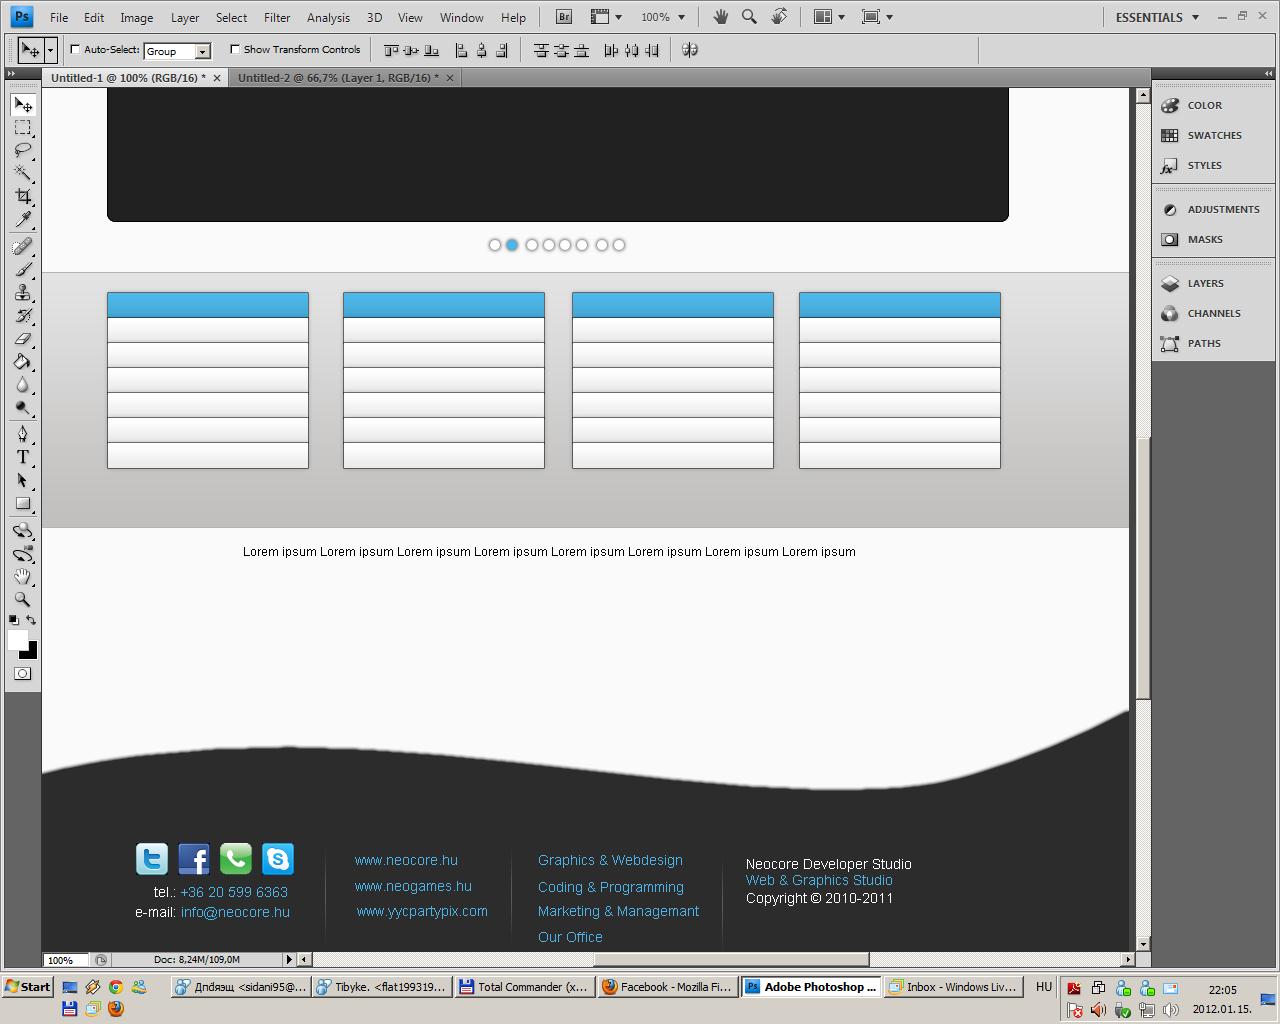 Ps File Edit Image Layer Select Filter Analysis 3D View Window Help Br 100% ESSENTIALS
Auto-Select: Group Show Transform Controls
Untitled-1 @ 100% (RGB/16) * Untitled-2 @ 66,7% (Layer 1, RGB/16) *
COLOR
SWATCHES
STYLES
ADJUSTMENTS
MASKS
LAYERS
CHANNELS
PATHS
Lorem ipsum Lorem ipsum Lorem ipsum Lorem ipsum Lorem ipsum Lorem ipsum Lorem ipsum Lorem ipsum
tel.: +36 20 599 6363
e-mail: info@neocore.hu
www.neocore.hu
www.neogames.hu
www.yycpartypix.com
Graphics & Webdesign
Coding & Programming
Marketing & Managemant
Our Office
Neocore Developer Studio
Web & Graphics Studio
Copyright © 2010-2011
100% Doc: 8,24M/109,0M
Start Дпdяэщ <sidani95@... Tibyke. <flat199319... Total Commander (x... Facebook - Mozilla Fi... Ps Adobe Photoshop ... Inbox - Windows Liv... HU 22:05
2012.01.15.